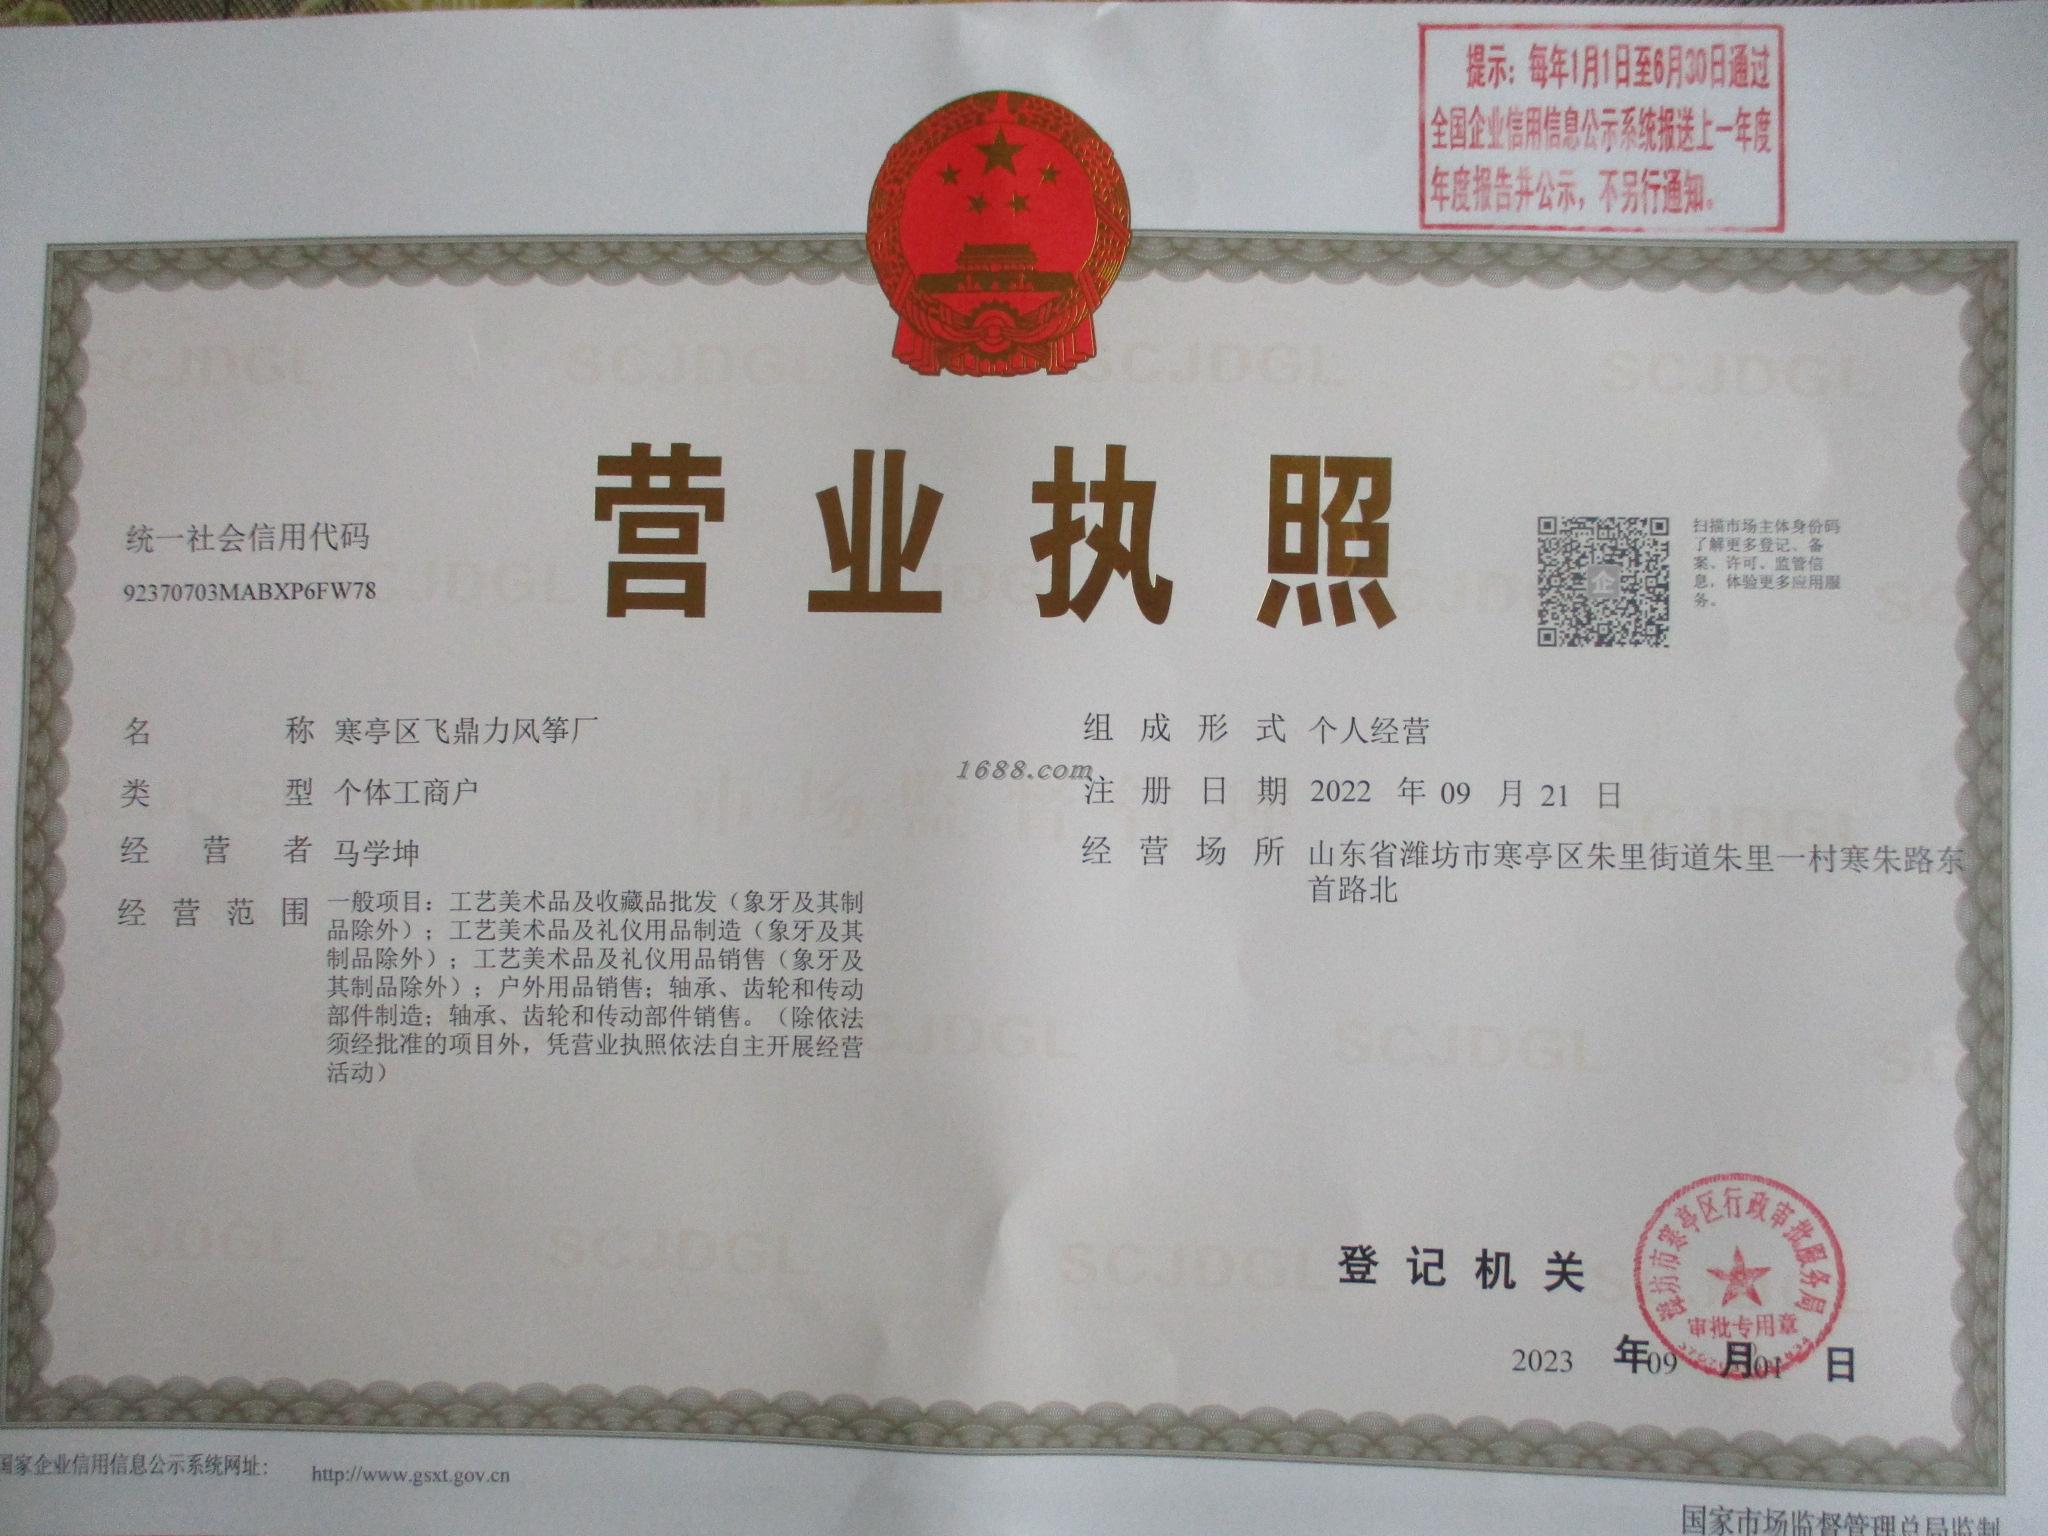 提示：每年1月1日至6月30日通过
全国企业信用信息公示系统报送上一年度
年度报告并公示，不另行通知。
营业执照
统一社会信用代码
92370703MABXP6FW78
扫描市场主体身份码
了解更多登记、备
案、许可、监管信
息，体验更多应用服
务。
名称 寒亭区飞鼎力风筝厂
类型 个体工商户
经营者 马学坤
经营范围 一般项目：工艺美术品及收藏品批发（象牙及其制
品除外）；工艺美术品及礼仪用品制造（象牙及其
制品除外）；工艺美术品及礼仪用品销售（象牙及
其制品除外）；户外用品销售；轴承、齿轮和传动
部件制造；轴承、齿轮和传动部件销售。（除依法
须经批准的项目外，凭营业执照依法自主开展经营
活动）
组成形式 个人经营
1688.com
注册日期 2022 年 09 月 21 日
经营场所 山东省潍坊市寒亭区朱里街道朱里一村寒朱路东
首路北
登记机关
潍坊市寒亭区行政审批服务局
审批专用章
2023 年 09 月 01 日
国家企业信用信息公示系统网址： http://www.gsxt.gov.cn
国家市场监督管理总局监制